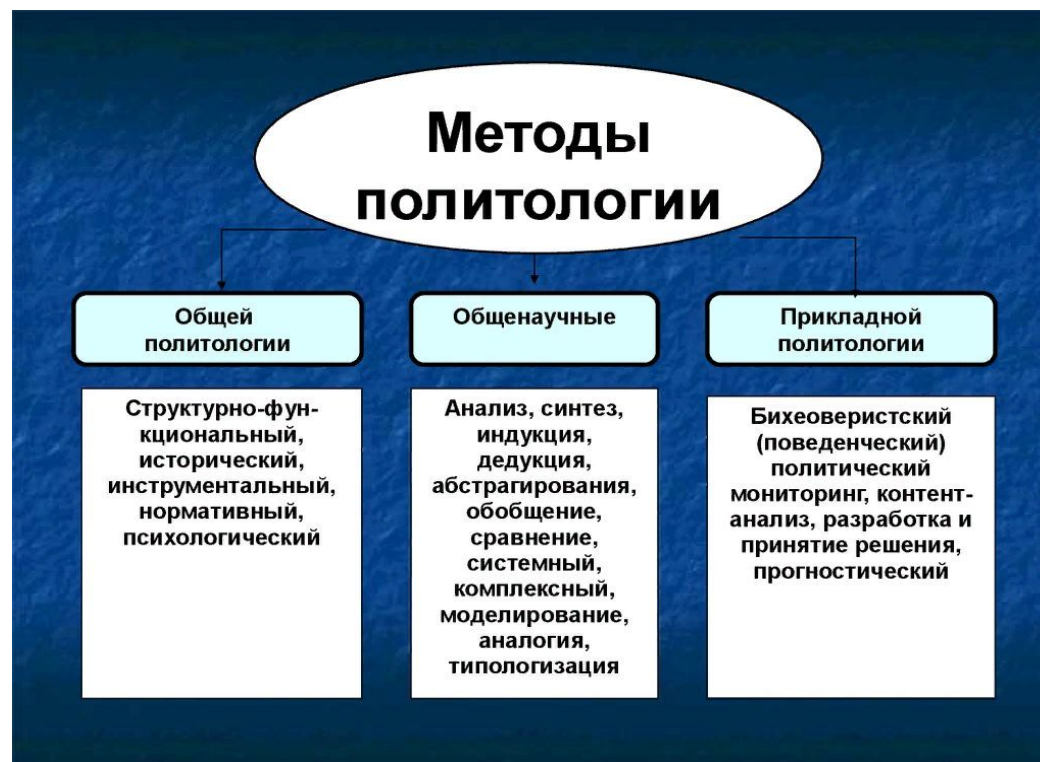 Методы
политологии
Общей
политологии
Общенаучные
Прикладной
политологии
Структурно-фун-
кциональный,
исторический,
инструментальный,
нормативный,
психологический
Анализ, синтез,
индукция,
дедукция,
абстрагирования,
обобщение,
сравнение,
системный,
комплексный,
моделирование,
аналогия,
типологизация
Бихеоверистский
(поведенческий)
политический
мониторинг, контент-
анализ, разработка и
принятие решения,
прогностический